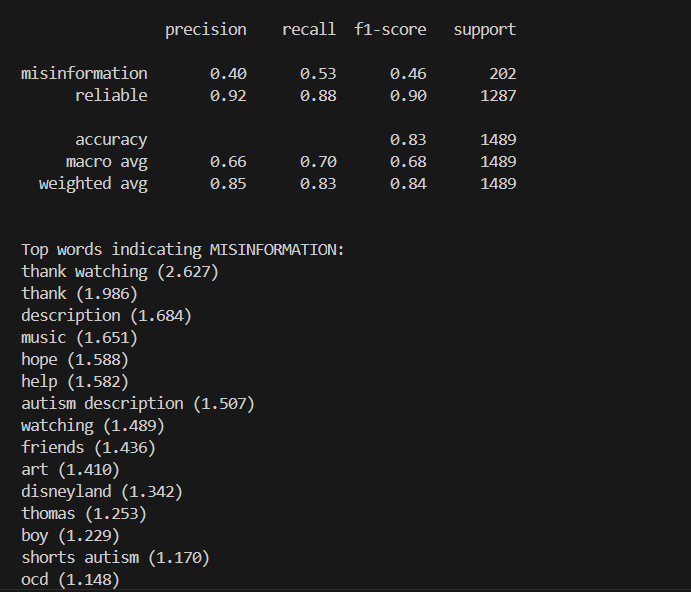 precision recall f1-score support
misinformation 0.40 0.53 0.46 202
reliable 0.92 0.88 0.90 1287
accuracy 0.83 1489
macro avg 0.66 0.70 0.68 1489
weighted avg 0.85 0.83 0.84 1489
Top words indicating MISINFORMATION:
thank watching (2.627)
thank (1.986)
description (1.684)
music (1.651)
hope (1.588)
help (1.582)
autism description (1.507)
watching (1.489)
friends (1.436)
art (1.410)
disneyland (1.342)
thomas (1.253)
boy (1.229)
shorts autism (1.170)
ocd (1.148)